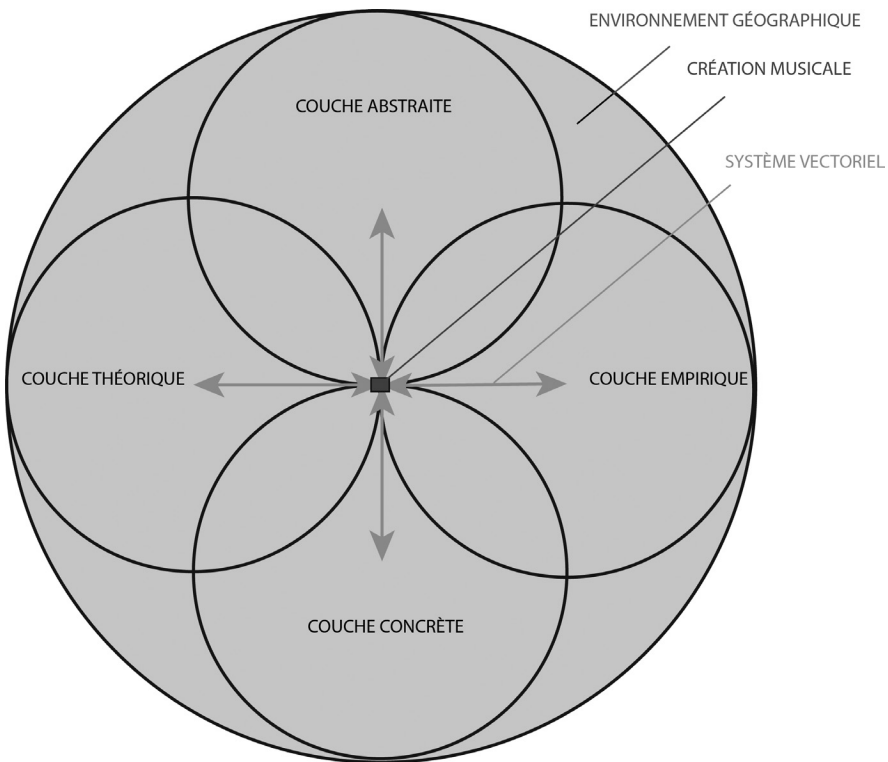 ENVIRONNEMENT GÉOGRAPHIQUE
CRÉATION MUSICALE
COUCHE ABSTRAITE
SYSTÈME VECTORIEL
COUCHE THÉORIQUE
COUCHE EMPIRIQUE
COUCHE CONCRÈTE